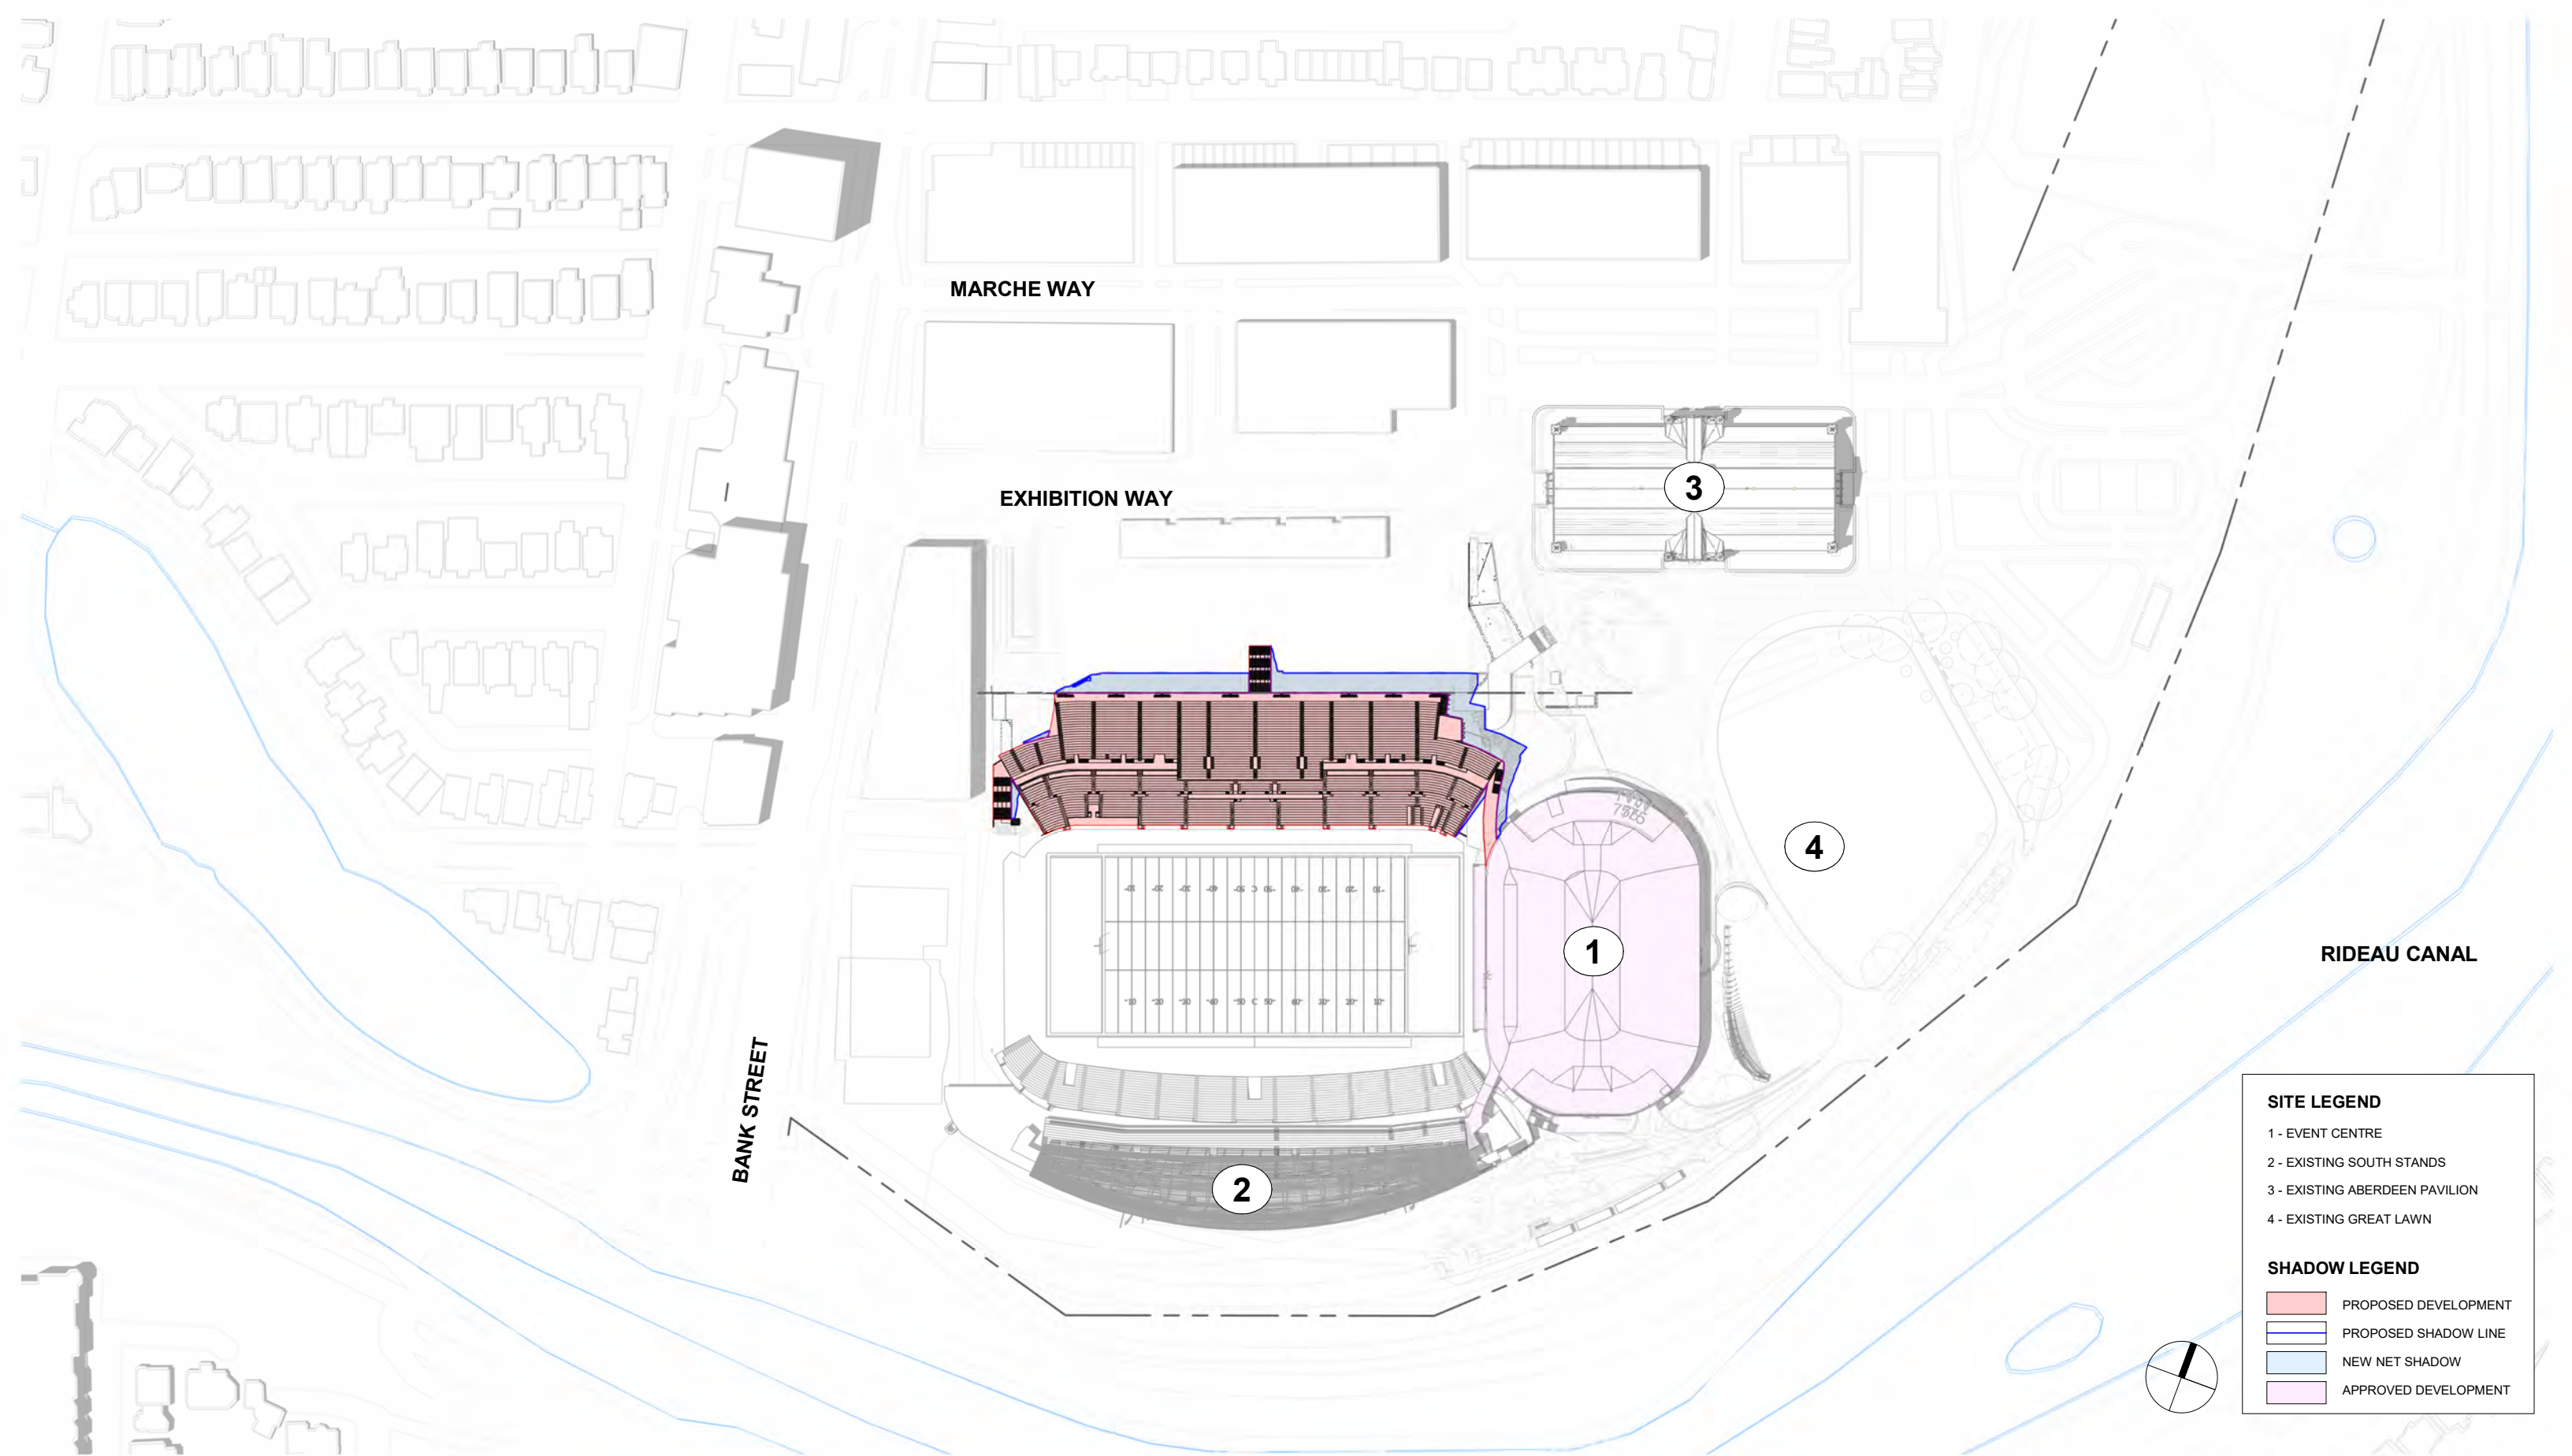 MARCHE WAY
EXHIBITION WAY
3
4
1
RIDEAU CANAL
BANK STREET
2
SITE LEGEND
1 - EVENT CENTRE
2 - EXISTING SOUTH STANDS
3 - EXISTING ABERDEEN PAVILION
4 - EXISTING GREAT LAWN
SHADOW LEGEND
PROPOSED DEVELOPMENT
PROPOSED SHADOW LINE
NEW NET SHADOW
APPROVED DEVELOPMENT